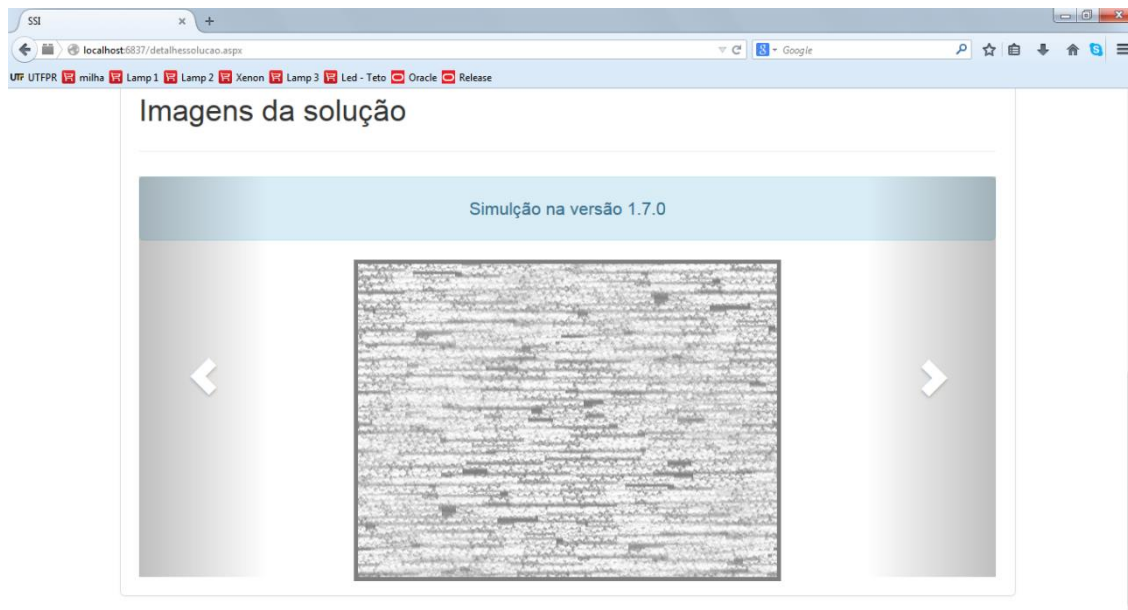 SSI
localhost:6837/detalhessolucao.aspx
Google
UTFPR milha Lamp 1 Lamp 2 Xenon Lamp 3 Led - Teto Oracle Release
Imagens da solução
Simulção na versão 1.7.0